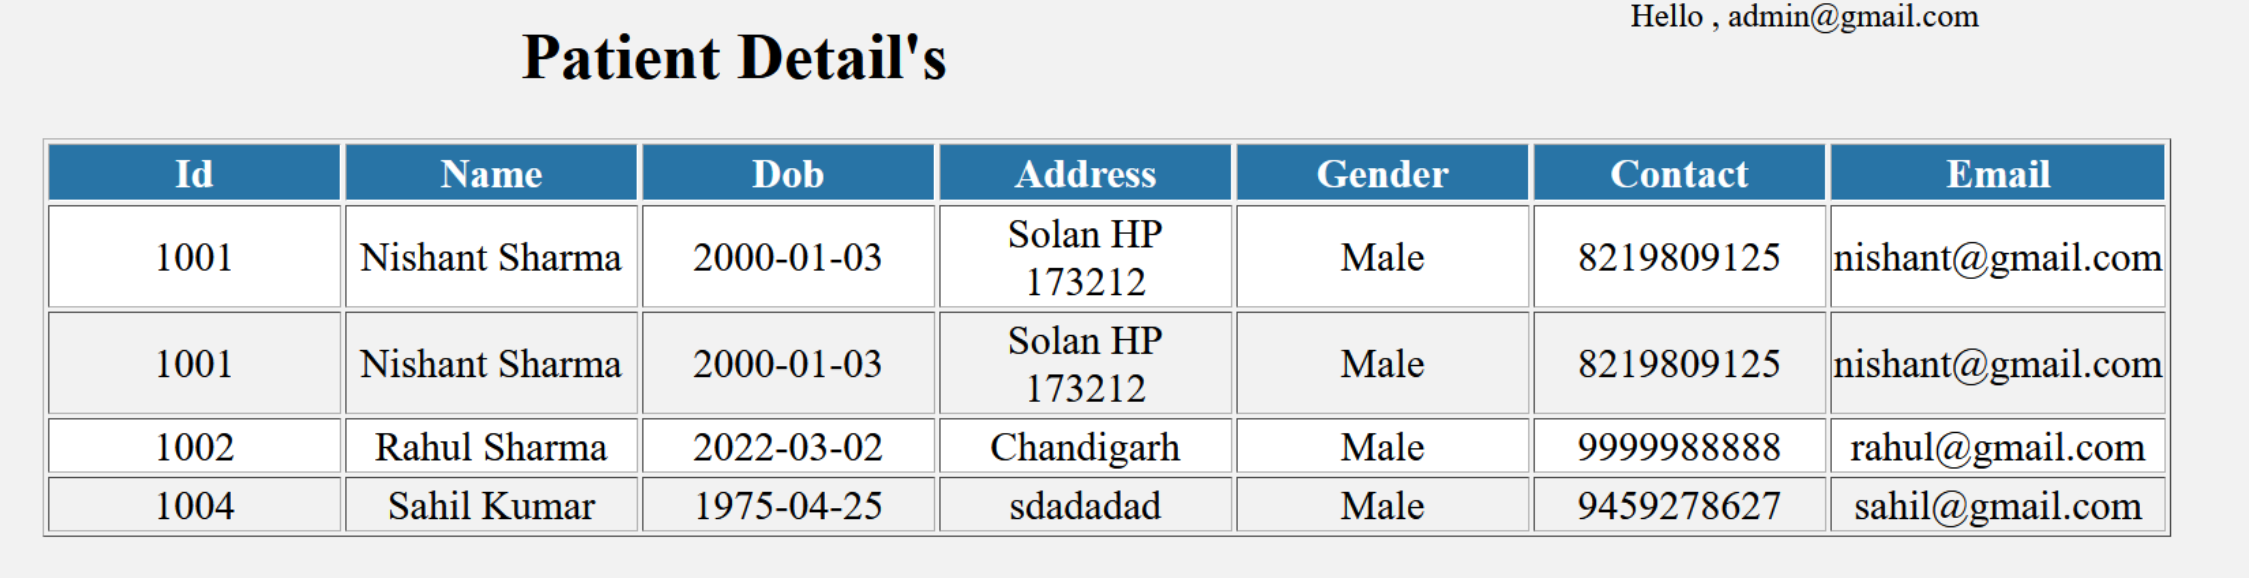 Hello , admin@gmail.com
Patient Detail's
Id Name Dob Address Gender Contact Email
1001 Nishant Sharma 2000-01-03 Solan HP 173212 Male 8219809125 nishant@gmail.com
1001 Nishant Sharma 2000-01-03 Solan HP 173212 Male 8219809125 nishant@gmail.com
1002 Rahul Sharma 2022-03-02 Chandigarh Male 9999988888 rahul@gmail.com
1004 Sahil Kumar 1975-04-25 sdadadad Male 9459278627 sahil@gmail.com